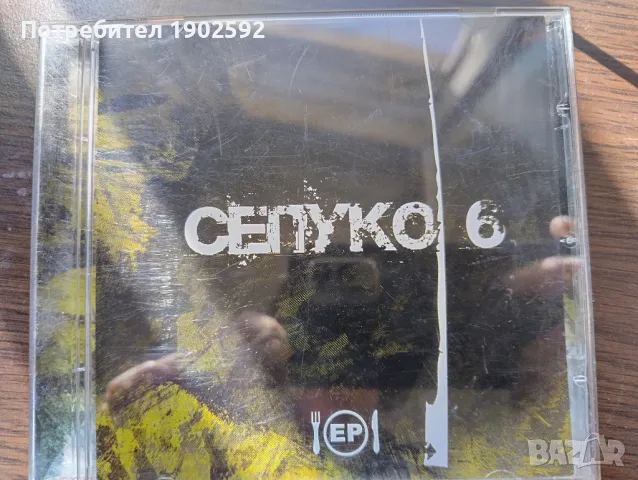 Потребител 1902592
СЕПУКО 6
EP
BAZAR